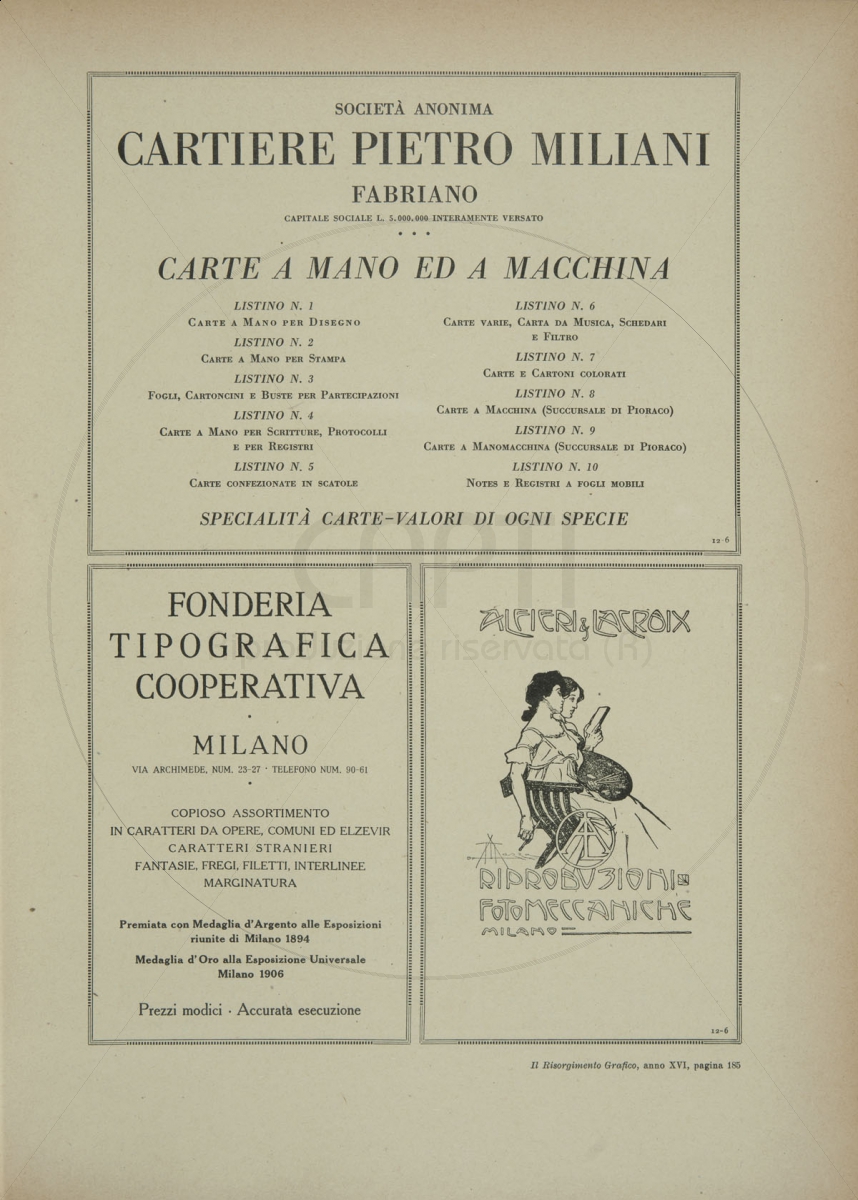 SOCIETÀ ANONIMA
CARTIERE PIETRO MILIANI
FABRIANO
CAPITALE SOCIALE L. 5.000.000 INTERAMENTE VERSATO
CARTE A MANO ED A MACCHINA
LISTINO N. 1
CARTE A MANO PER DISEGNO
LISTINO N. 2
CARTE A MANO PER STAMPA
LISTINO N. 3
FOGLI, CARTONCINI E BUSTE PER PARTECIPAZIONI
LISTINO N. 4
CARTE A MANO PER SCRITTURE, PROTOCOLLI
E PER REGISTRI
LISTINO N. 5
CARTE CONFEZIONATE IN SCATOLE
LISTINO N. 6
CARTE VARIE, CARTA DA MUSICA, SCHEDARI
E FILTRO
LISTINO N. 7
CARTE E CARTONI COLORATI
LISTINO N. 8
CARTE A MACCHINA (SUCCURSALE DI PIORACO)
LISTINO N. 9
CARTE A MANOMACCHINA (SUCCURSALE DI PIORACO)
LISTINO N. 10
NOTES E REGISTRI A FOGLI MOBILI
SPECIALITÀ CARTE-VALORI DI OGNI SPECIE
12-6
FONDERIA
TIPOGRAFICA
COOPERATIVA
MILANO
VIA ARCHIMEDE, NUM. 23-27 · TELEFONO NUM. 90-61
COPIOSO ASSORTIMENTO
IN CARATTERI DA OPERE, COMUNI ED ELZEVIR
CARATTERI STRANIERI
FANTASIE, FREGI, FILETTI, INTERLINEE
MARGINATURA
Premiata con Medaglia d'Argento alle Esposizioni
riunite di Milano 1894
Medaglia d'Oro alla Esposizione Universale
Milano 1906
Prezzi modici · Accurata esecuzione
ALFIERI & LACROIX
RIPRODUZIONI
FOTOMECCANICHE
MILANO
12-6
Il Risorgimento Grafico, anno XVI, pagina 185
riproduzione riservata (R)